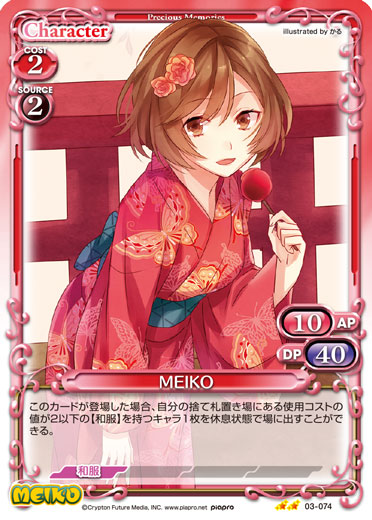 Precious Memories
Character
illustrated by かる
COST
2
SOURCE
2
10 AP
DP 40
MEIKO
このカードが登場した場合、自分の捨て札置き場にある使用コストの
値が2以下の【和服】を持つキャラ1枚を休息状態で場に出すことがで
きる。
和服
MEIKO
©Crypton Future Media, INC. www.piapro.net piapro
03-074